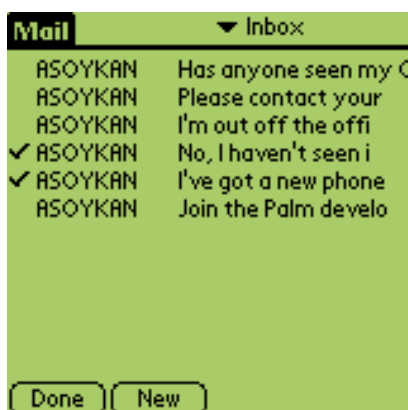 Mail Inbox
ASOYKAN Has anyone seen my
ASOYKAN Please contact your
ASOYKAN I'm out off the offi
ASOYKAN No, I haven't seen i
ASOYKAN I've got a new phone
ASOYKAN Join the Palm develo
Done New